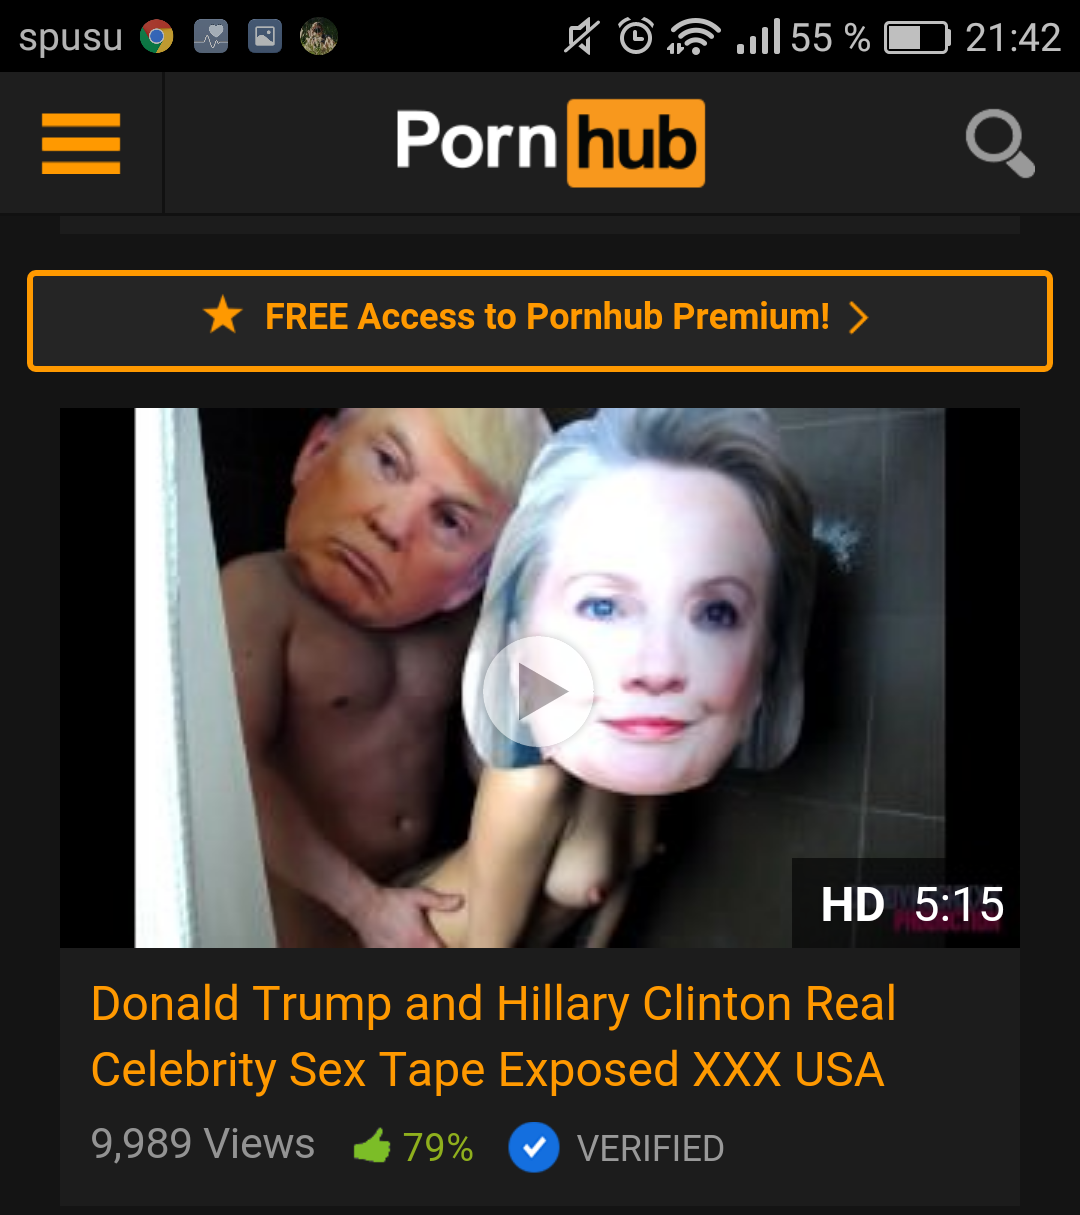 spusu 55 % 21:42
Porn hub
FREE Access to Pornhub Premium!
HD 5:15
Donald Trump and Hillary Clinton Real
Celebrity Sex Tape Exposed XXX USA
9,989 Views 79% VERIFIED